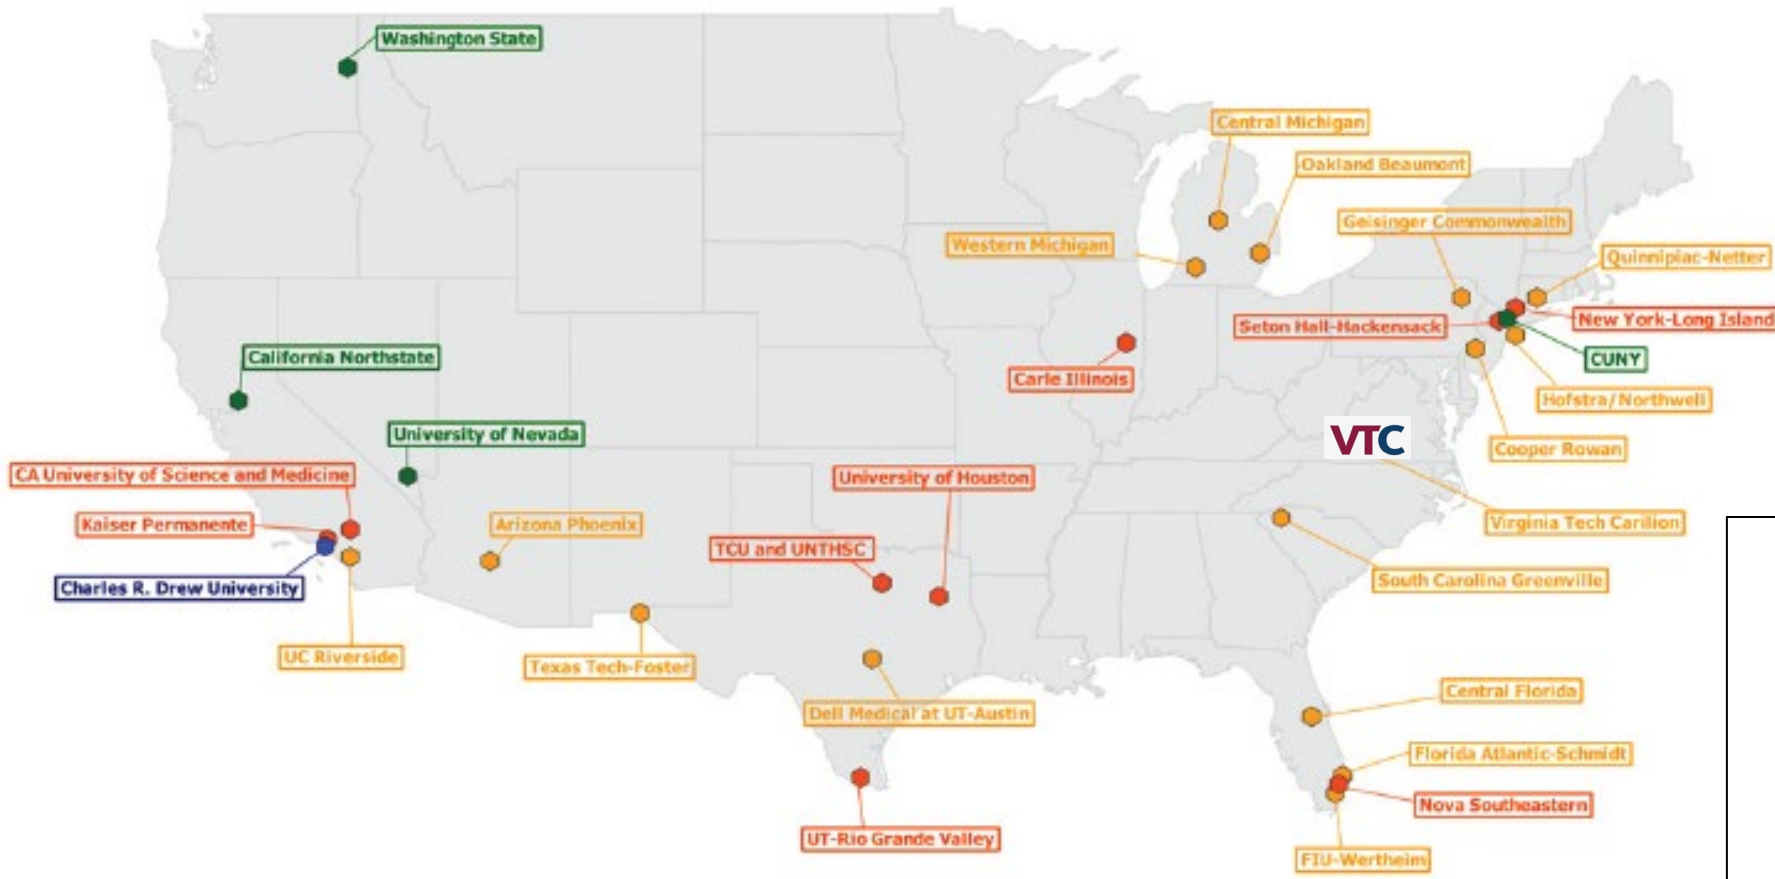 Washington State
Central Michigan
Oakland Beaumont
Geisinger Commonwealth
Western Michigan
Quinnipiac-Netter
Seton Hall-Hackensack
New York-Long Island
California Northstate
CUNY
Carle Illinois
Hofstra/Northwell
University of Nevada
VTC
Cooper Rowan
CA University of Science and Medicine
University of Houston
Kaiser Permanente
Arizona Phoenix
Virginia Tech Carilion
TCU and UNTHSC
Charles R. Drew University
South Carolina Greenville
UC Riverside
Texas Tech-Foster
Central Florida
Dell Medical at UT-Austin
Florida Atlantic-Schmidt
Nova Southeastern
UT-Rio Grande Valley
FIU-Wertheim